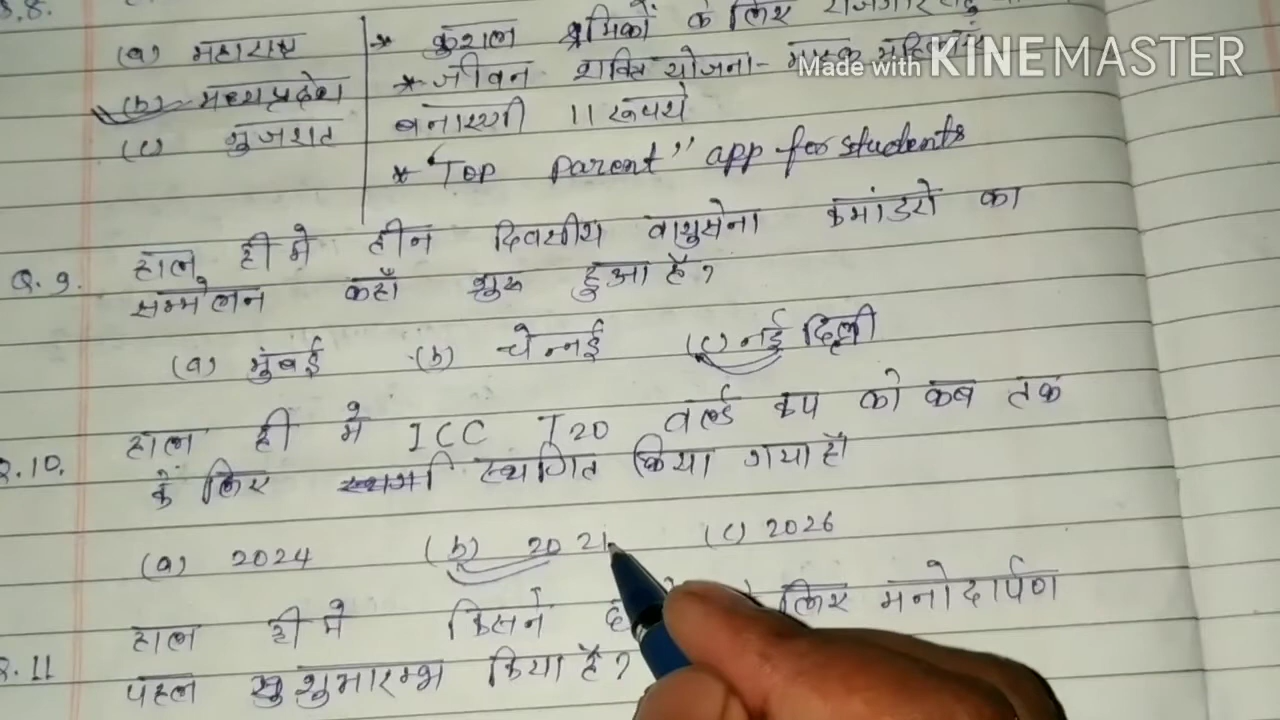 8.
(a) महाराष्ट्र
(b) मध्यप्रदेश
(c) गुजरात
* कुशल श्रमिकों के लिए
* जीवन शक्ति योजना - मास्क
बनाएगी 11 रूपये
* "Top Parent" app for students
Made with KINEMASTER
Q.9. हाल ही मे तीन दिवसीय वायुसेना कमांडरो का
सम्मेलन कहाँ शुरू हुआ है?
(a) मुंबई (b) चेन्नई (c) नई दिल्ली
Q.10. हाल ही मे ICC T20 वर्ल्ड कप को कब तक
के लिए स्थगित किया गया है
(a) 2024 (b) 2021 (c) 2026
Q.11 हाल ही मे किसने लिए मनोदार्पण
पहल शुभारम्भ किया है?